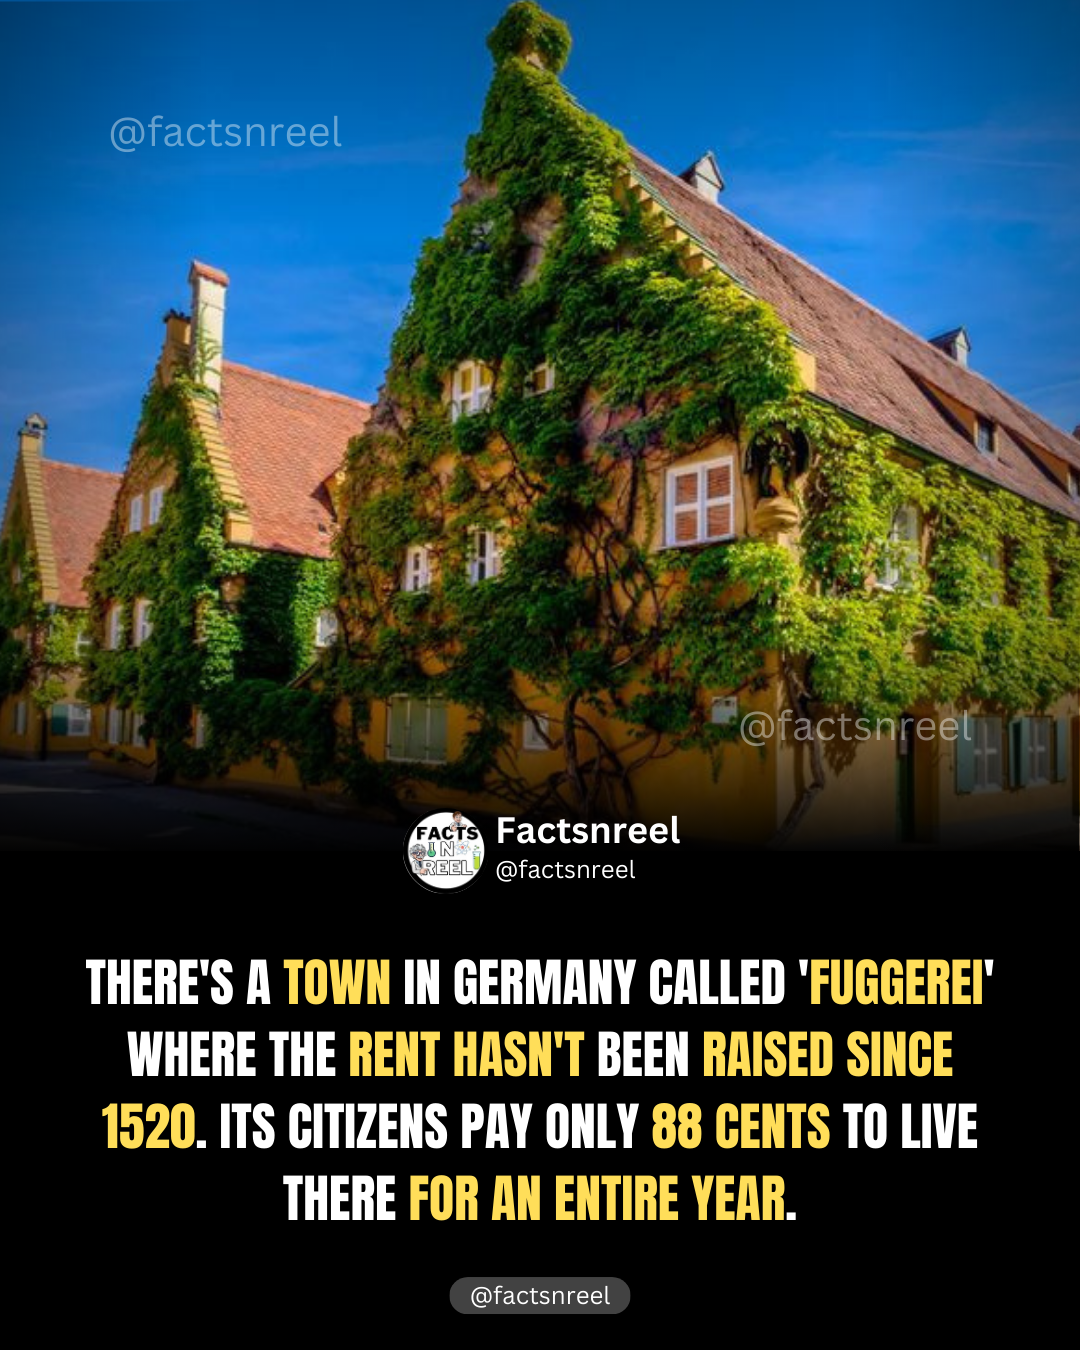 @factsnreel
@factsnreel
FACTS
IN
REEL
Factsnreel
@factsnreel
THERE'S A TOWN IN GERMANY CALLED 'FUGGEREI'
WHERE THE RENT HASN'T BEEN RAISED SINCE
1520. ITS CITIZENS PAY ONLY 88 CENTS TO LIVE
THERE FOR AN ENTIRE YEAR.
@factsnreel